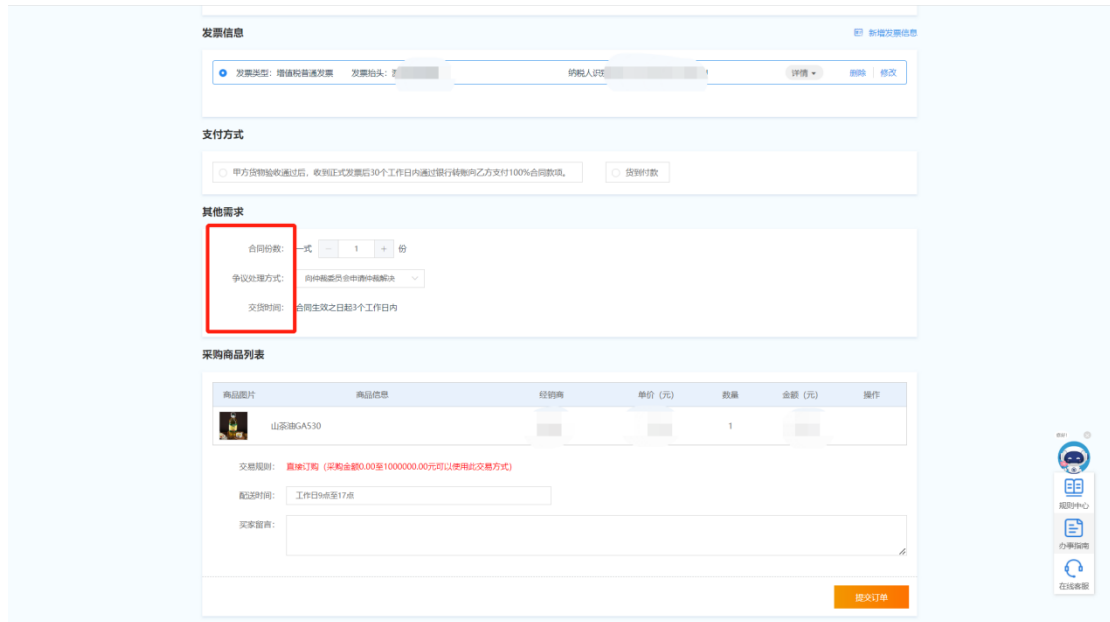 发票信息
新增发票信息
发票类型：增值税普通发票 发票抬头：
纳税人识
详情
删除 修改
支付方式
甲方货物验收通过后，收到正式发票后30个工作日内通过银行转账向乙方支付100%合同款项。
货到付款
其他需求
合同份数： 一式 － 1 + 份
争议处理方式： 向仲裁委员会申请仲裁解决
交货时间： 合同生效之日起3个工作日内
采购商品列表
商品图片 商品信息 经销商 单价（元） 数量 金额（元） 操作
山茶油GA530 1
交易规则： 直接订购（采购金额0.00至1000000.00元可以使用此交易方式）
配送时间： 工作日9点至17点
买家留言：
提交订单
规则中心
办事指南
在线客服